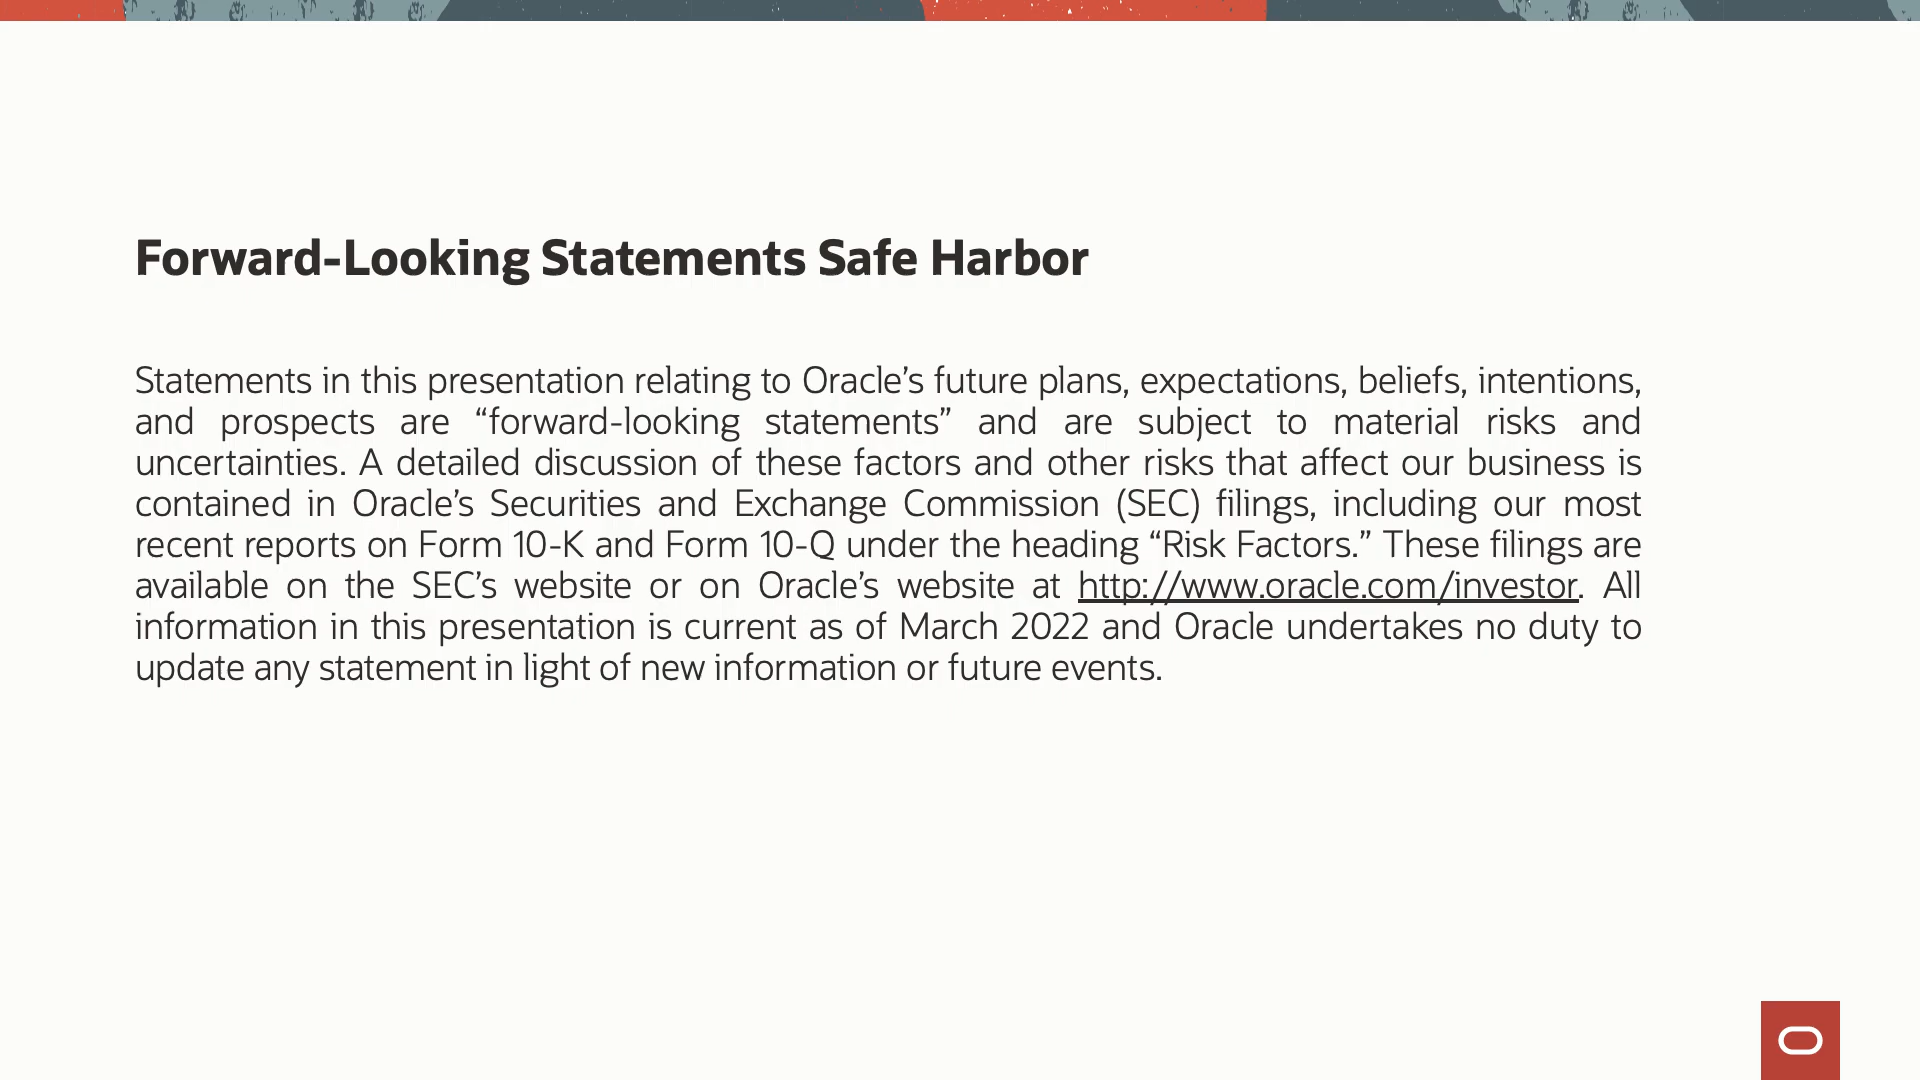 Forward-Looking Statements Safe Harbor
Statements in this presentation relating to Oracle’s future plans, expectations, beliefs, intentions,
and prospects are “forward-looking statements” and are subject to material risks and
uncertainties. A detailed discussion of these factors and other risks that affect our business is
contained in Oracle’s Securities and Exchange Commission (SEC) filings, including our most
recent reports on Form 10-K and Form 10-Q under the heading “Risk Factors.” These filings are
available on the SEC’s website or on Oracle’s website at http://www.oracle.com/investor. All
information in this presentation is current as of March 2022 and Oracle undertakes no duty to
update any statement in light of new information or future events.